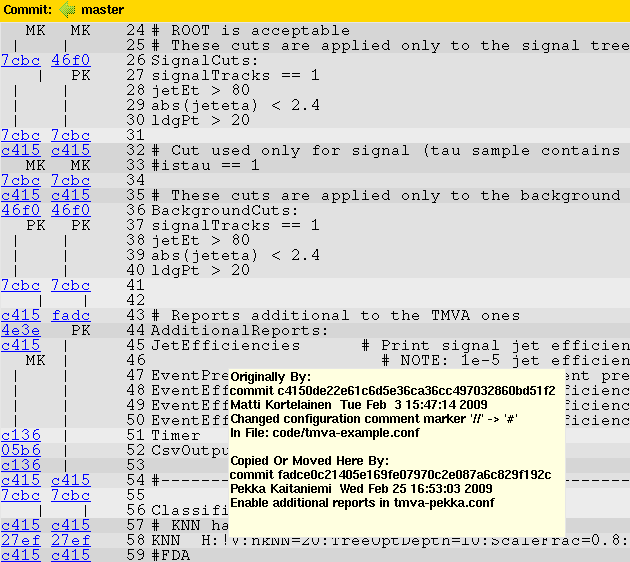 Commit: master
MK MK 24 # ROOT is acceptable
| | 25 # These cuts are applied only to the signal tree
7cbc 46f0 26 SignalCuts:
| PK 27 signalTracks == 1
| | 28 jetEt > 80
| | 29 abs(jeteta) < 2.4
| | 30 ldgPt > 20
7cbc 7cbc 31
c415 c415 32 # Cut used only for signal (tau sample contains
MK MK 33 #istau == 1
7cbc 7cbc 34
c415 c415 35 # These cuts are applied only to the background
46f0 46f0 36 BackgroundCuts:
PK PK 37 signalTracks == 1
| | 38 jetEt > 80
| | 39 abs(jeteta) < 2.4
| | 40 ldgPt > 20
7cbc 7cbc 41
| | 42
c415 fadc 43 # Reports additional to the TMVA ones
4e3e PK 44 AdditionalReports:
c415 | 45 JetEfficiencies # Print signal jet efficien
MK | 46 # NOTE: 1e-5 jet efficien
| | 47 EventPre ent pre
| | 48 EventEff ficienc
| | 49 EventEff ficienc
| | 50 EventEff ficienc
c136 | 51 Timer
05b6 | 52 CsvOutpu
c136 | 53
c415 c415 54 #---
7cbc 7cbc 55
| | 56 Classifi
c415 c415 57 # KNN ha
27ef 27ef 58 KNN H:!V:nkNN=20:TreeOptDepth=10:ScaleFrac=0.8:
c415 c415 59 #FDA
Originally By:
commit c4150de22e61c6d5e36ca36cc497032860bd51f2
Matti Kortelainen Tue Feb 3 15:47:14 2009
Changed configuration comment marker '//' -> '#'
In File: code/tmva-example.conf
Copied Or Moved Here By:
commit fadce0c21405e169fe07970c2e087a6c829f192c
Pekka Kaitaniemi Wed Feb 25 16:53:03 2009
Enable additional reports in tmva-pekka.conf